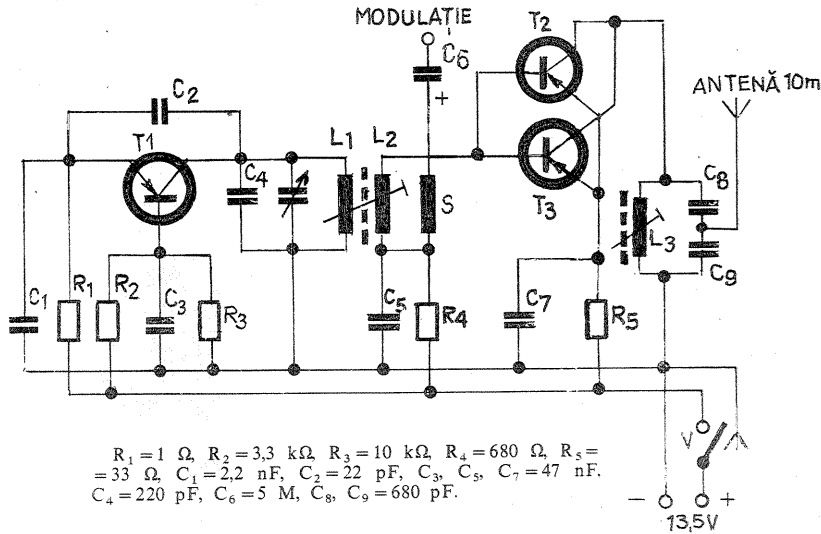 MODULAȚIE
C6
+
T2
T3
ANTENĂ 10m
C2
T1
C4
L1
L2
S
C8
L3
C9
C1
R1
R2
C3
R3
C5
R4
C7
R5
V
R₁ = 1 Ω, R₂ = 3,3 kΩ, R₃ = 10 kΩ, R₄ = 680 Ω, R₅ =
= 33 Ω, C₁ = 2,2 nF, C₂ = 22 pF, C₃, C₅, C₇ = 47 nF.
C₄ = 220 pF, C₆ = 5 M, C₈, C₉ = 680 pF.
− +
13,5V